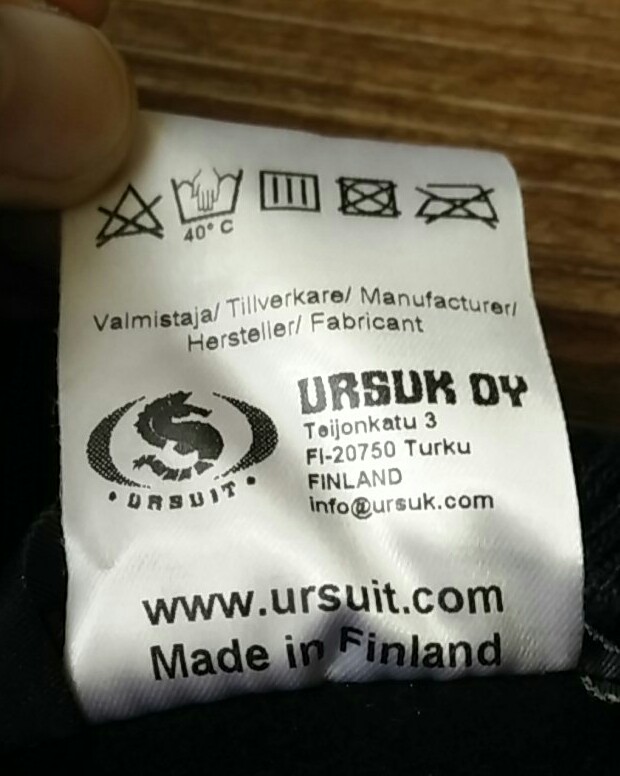 40° C
Valmistaja/ Tillverkare/ Manufacturer/
Hersteller/ Fabricant
URSUK OY
Teijonkatu 3
FI-20750 Turku
FINLAND
info@ursuk.com
• URSUIT •
www.ursuit.com
Made in Finland